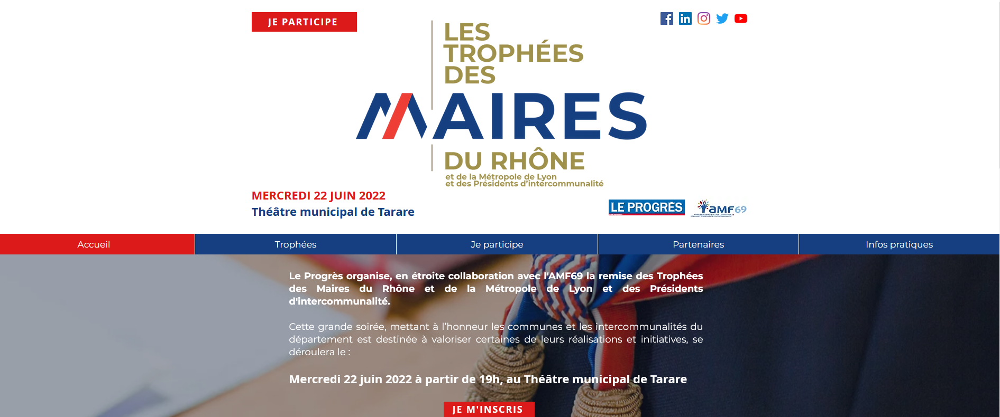 JE PARTICIPE
LES
TROPHÉES
DES
MAIRES
DU RHÔNE
et de la Métropole de Lyon
et des Présidents d'intercommunalité
MERCREDI 22 JUIN 2022
Théâtre municipal de Tarare
LE PROGRÈS
AMF69
Accueil
Trophées
Je participe
Partenaires
Infos pratiques
Le Progrès organise, en étroite collaboration avec l'AMF69 la remise des Trophées
des Maires du Rhône et de la Métropole de Lyon et des Présidents
d'intercommunalité.
Cette grande soirée, mettant à l’honneur les communes et les intercommunalités du
département est destinée à valoriser certaines de leurs réalisations et initiatives, se
déroulera le :
Mercredi 22 juin 2022 à partir de 19h, au Théâtre municipal de Tarare
JE M'INSCRIS